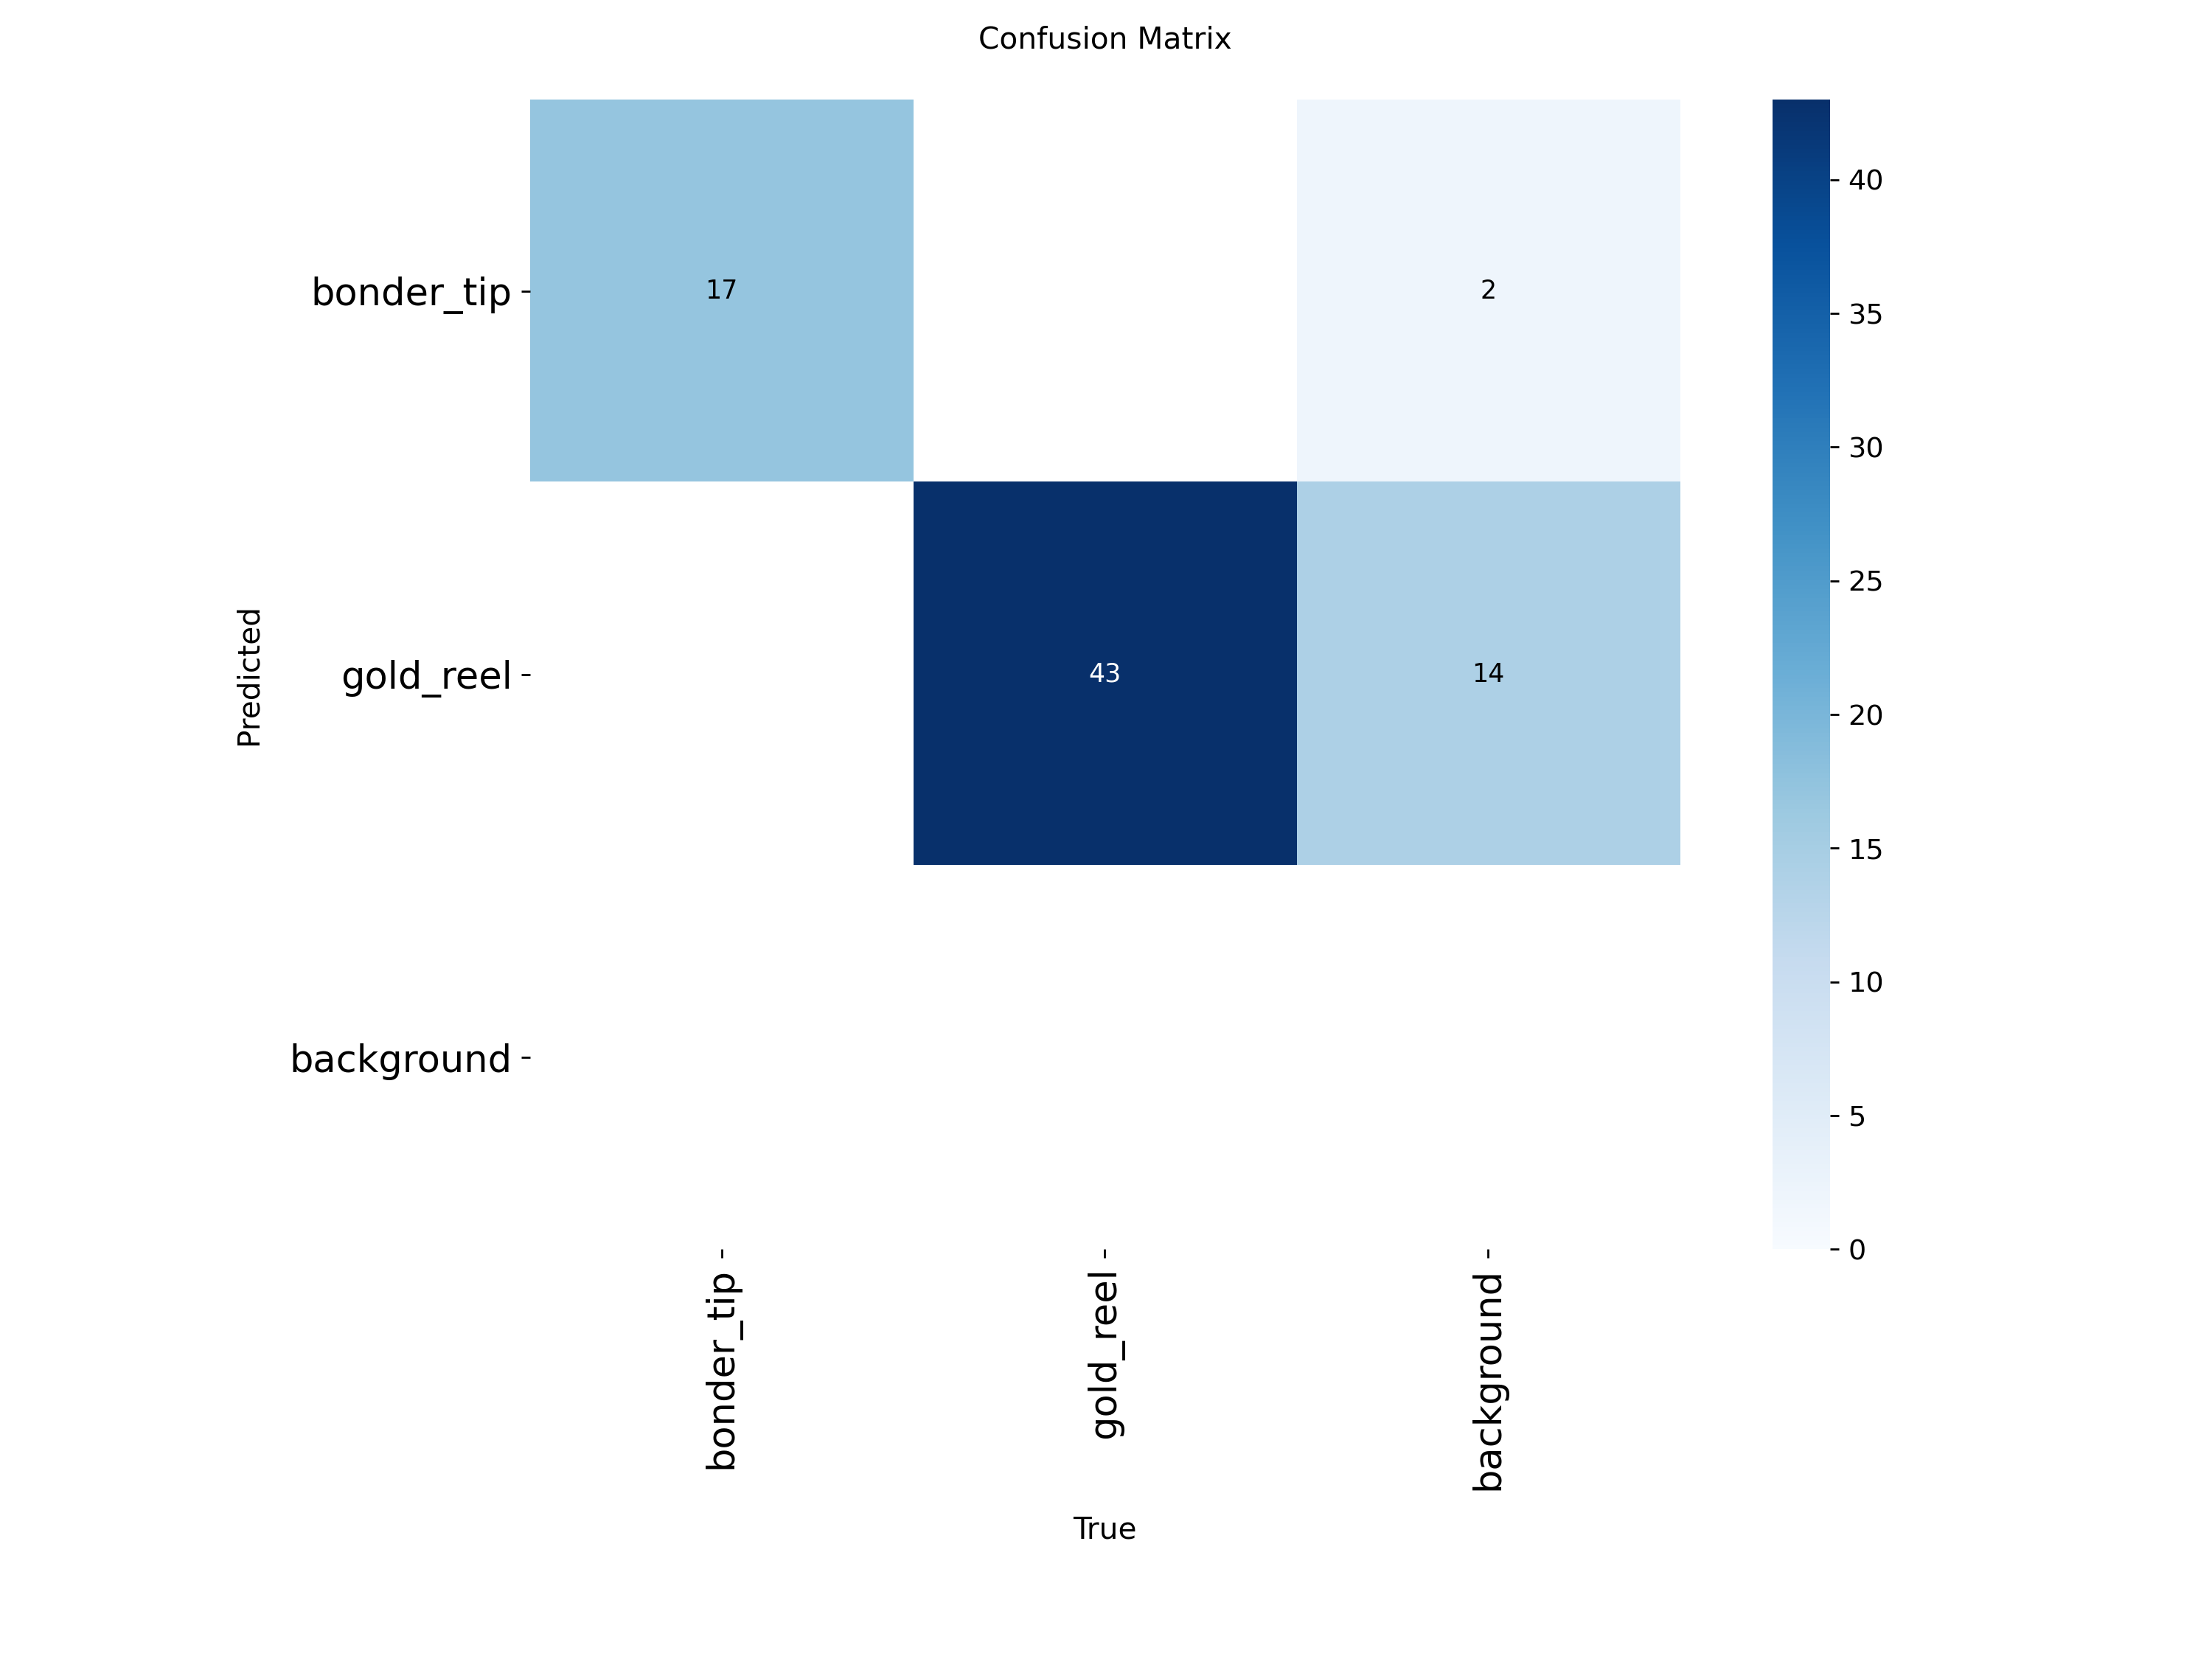 Confusion Matrix
bonder_tip
17
2
gold_reel
43
14
background
Predicted
bonder_tip
gold_reel
background
True
40
35
30
25
20
15
10
5
0